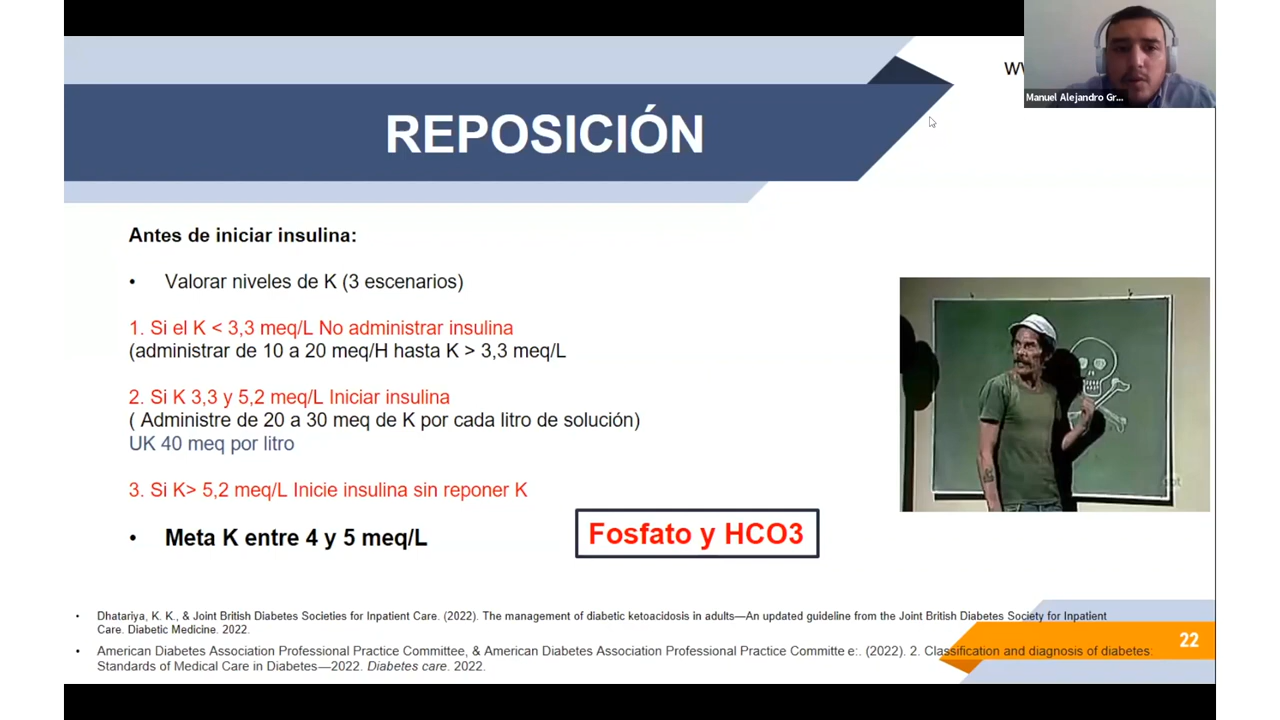 REPOSICIÓN
Manuel Alejandro Gr...
Antes de iniciar insulina:
• Valorar niveles de K (3 escenarios)
1. Si el K < 3,3 meq/L No administrar insulina
(administrar de 10 a 20 meq/H hasta K > 3,3 meq/L
2. Si K 3,3 y 5,2 meq/L Iniciar insulina
( Administre de 20 a 30 meq de K por cada litro de solución)
UK 40 meq por litro
3. Si K> 5,2 meq/L Inicie insulina sin reponer K
• Meta K entre 4 y 5 meq/L
Fosfato y HCO3
• Dhatariya, K. K., & Joint British Diabetes Societies for Inpatient Care. (2022). The management of diabetic ketoacidosis in adults—An updated guideline from the Joint British Diabetes Society for Inpatient
Care. Diabetic Medicine. 2022.
• American Diabetes Association Professional Practice Committee, & American Diabetes Association Professional Practice Committe e:. (2022). 2. Classification and diagnosis of diabetes:
Standards of Medical Care in Diabetes—2022. Diabetes care. 2022.
22